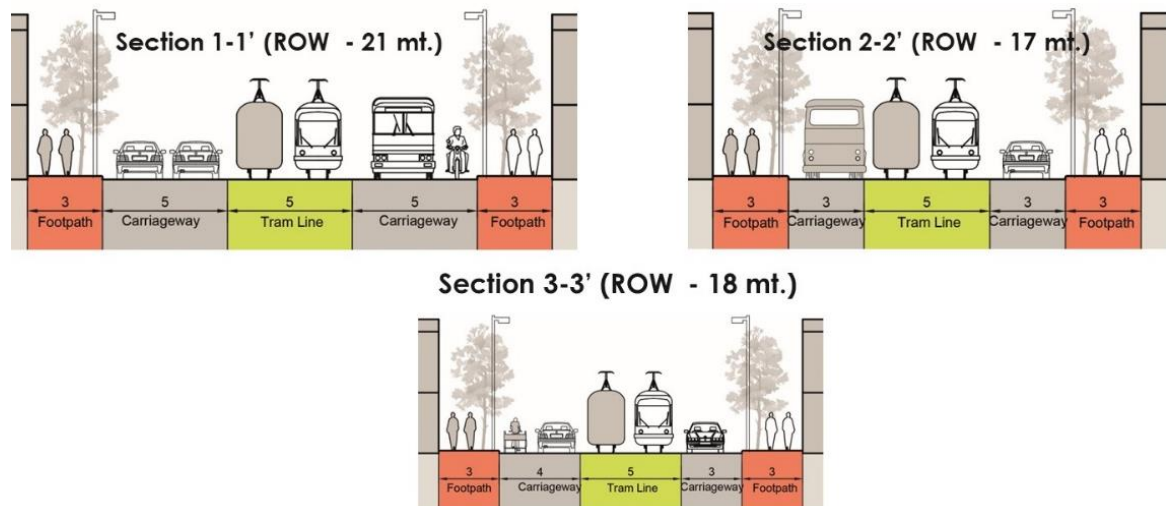 Section 1-1’ (ROW - 21 mt.)
3 5 5 5 3
Footpath Carriageway Tram Line Carriageway Footpath
Section 2-2’ (ROW - 17 mt.)
3 3 5 3 3
Footpath Carriageway Tram Line Carriageway Footpath
Section 3-3’ (ROW - 18 mt.)
3 4 5 3 3
Footpath Carriageway Tram Line Carriageway Footpath